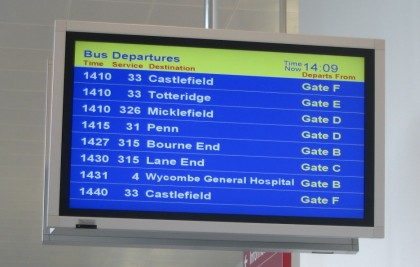 Bus Departures Time Now 14:09
Time Service Destination Departs From
1410 33 Castlefield Gate F
1410 33 Totteridge Gate E
1410 326 Micklefield Gate D
1415 31 Penn Gate D
1427 315 Bourne End Gate B
1430 315 Lane End Gate C
1431 4 Wycombe General Hospital Gate B
1440 33 Castlefield Gate F